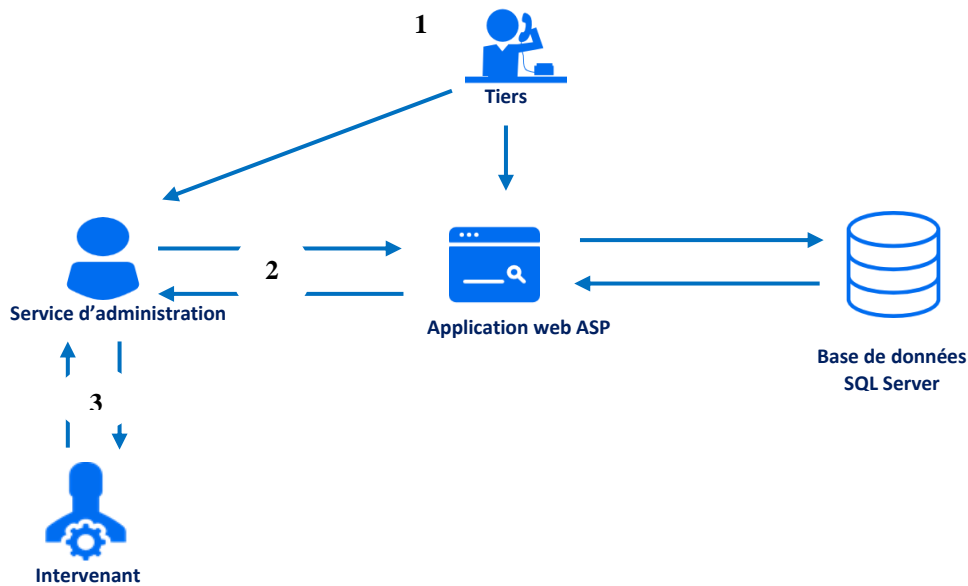 1
Tiers
2
Service d’administration
Application web ASP
Base de données
SQL Server
3
Intervenant